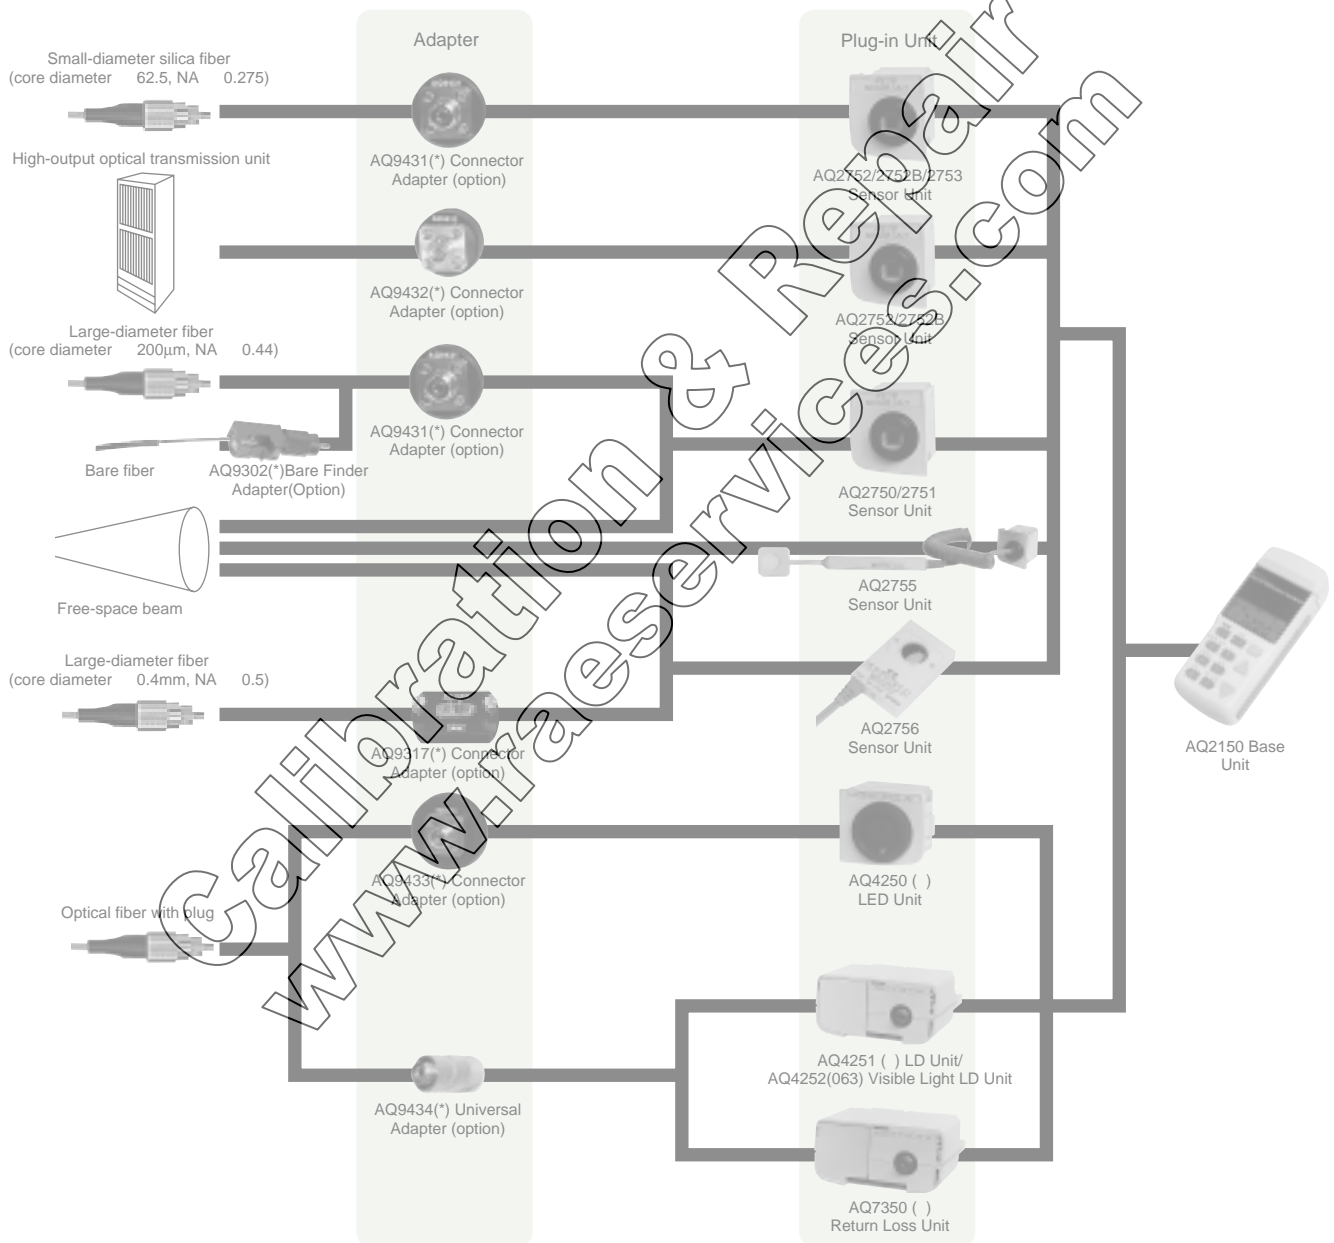 Adapter
Plug-in Unit
Small-diameter silica fiber
(core diameter 62.5, NA 0.275)
AQ9431(*) Connector
Adapter (option)
AQ2752/2752B/2753
Sensor Unit
High-output optical transmission unit
AQ9432(*) Connector
Adapter (option)
AQ2752/2752B
Sensor Unit
Large-diameter fiber
(core diameter 200µm, NA 0.44)
AQ9431(*) Connector
Adapter (option)
Bare fiber
AQ9302(*)Bare Finder
Adapter(Option)
AQ2750/2751
Sensor Unit
Free-space beam
AQ2755
Sensor Unit
Large-diameter fiber
(core diameter 0.4mm, NA 0.5)
AQ9317(*) Connector
Adapter (option)
AQ2756
Sensor Unit
AQ2150 Base
Unit
AQ9433(*) Connector
Adapter (option)
AQ4250 ( )
LED Unit
Optical fiber with plug
AQ4251 ( ) LD Unit/
AQ4252(063) Visible Light LD Unit
AQ9434(*) Universal
Adapter (option)
AQ7350 ( )
Return Loss Unit
Calibration & Repair
www.raeservices.com